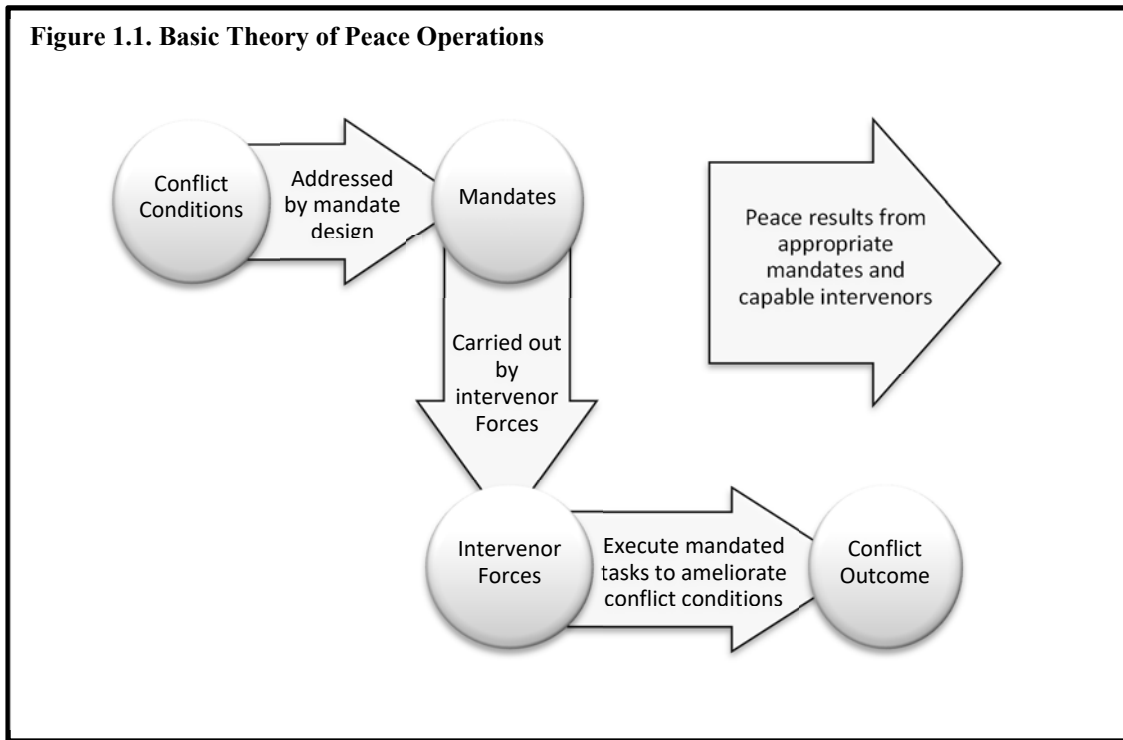 Figure 1.1. Basic Theory of Peace Operations
Conflict
Conditions
Addressed
by mandate
design
Mandates
Peace results from
appropriate
mandates and
capable intervenors
Carried out
by
intervenor
Forces
Intervenor
Forces
Execute mandated
tasks to ameliorate
conflict conditions
Conflict
Outcome